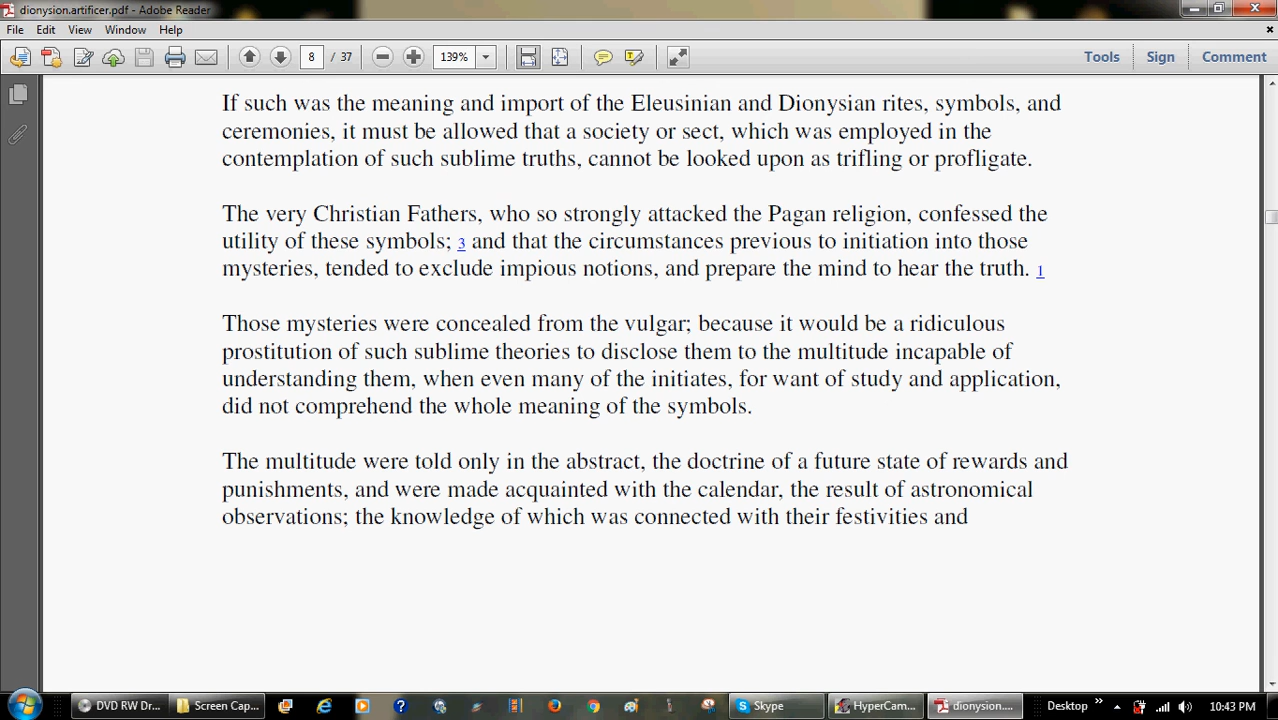 dionysion.artificer.pdf - Adobe Reader
File Edit View Window Help
8 / 37 139% Tools Sign Comment
If such was the meaning and import of the Eleusinian and Dionysian rites, symbols, and
ceremonies, it must be allowed that a society or sect, which was employed in the
contemplation of such sublime truths, cannot be looked upon as trifling or profligate.
The very Christian Fathers, who so strongly attacked the Pagan religion, confessed the
utility of these symbols; 3 and that the circumstances previous to initiation into those
mysteries, tended to exclude impious notions, and prepare the mind to hear the truth. 1
Those mysteries were concealed from the vulgar; because it would be a ridiculous
prostitution of such sublime theories to disclose them to the multitude incapable of
understanding them, when even many of the initiates, for want of study and application,
did not comprehend the whole meaning of the symbols.
The multitude were told only in the abstract, the doctrine of a future state of rewards and
punishments, and were made acquainted with the calendar, the result of astronomical
observations; the knowledge of which was connected with their festivities and
DVD RW Dr... Screen Cap... Skype HyperCam... dionysion.... Desktop » 10:43 PM